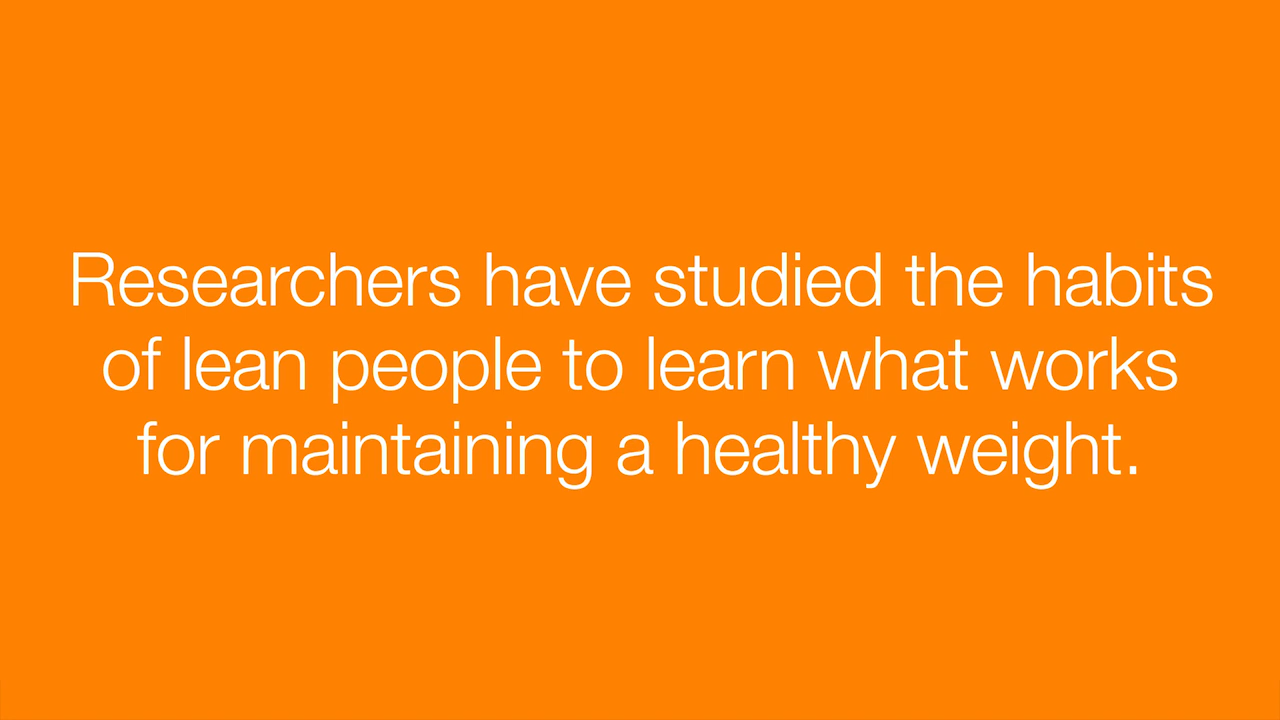 Researchers have studied the habits
of lean people to learn what works
for maintaining a healthy weight.